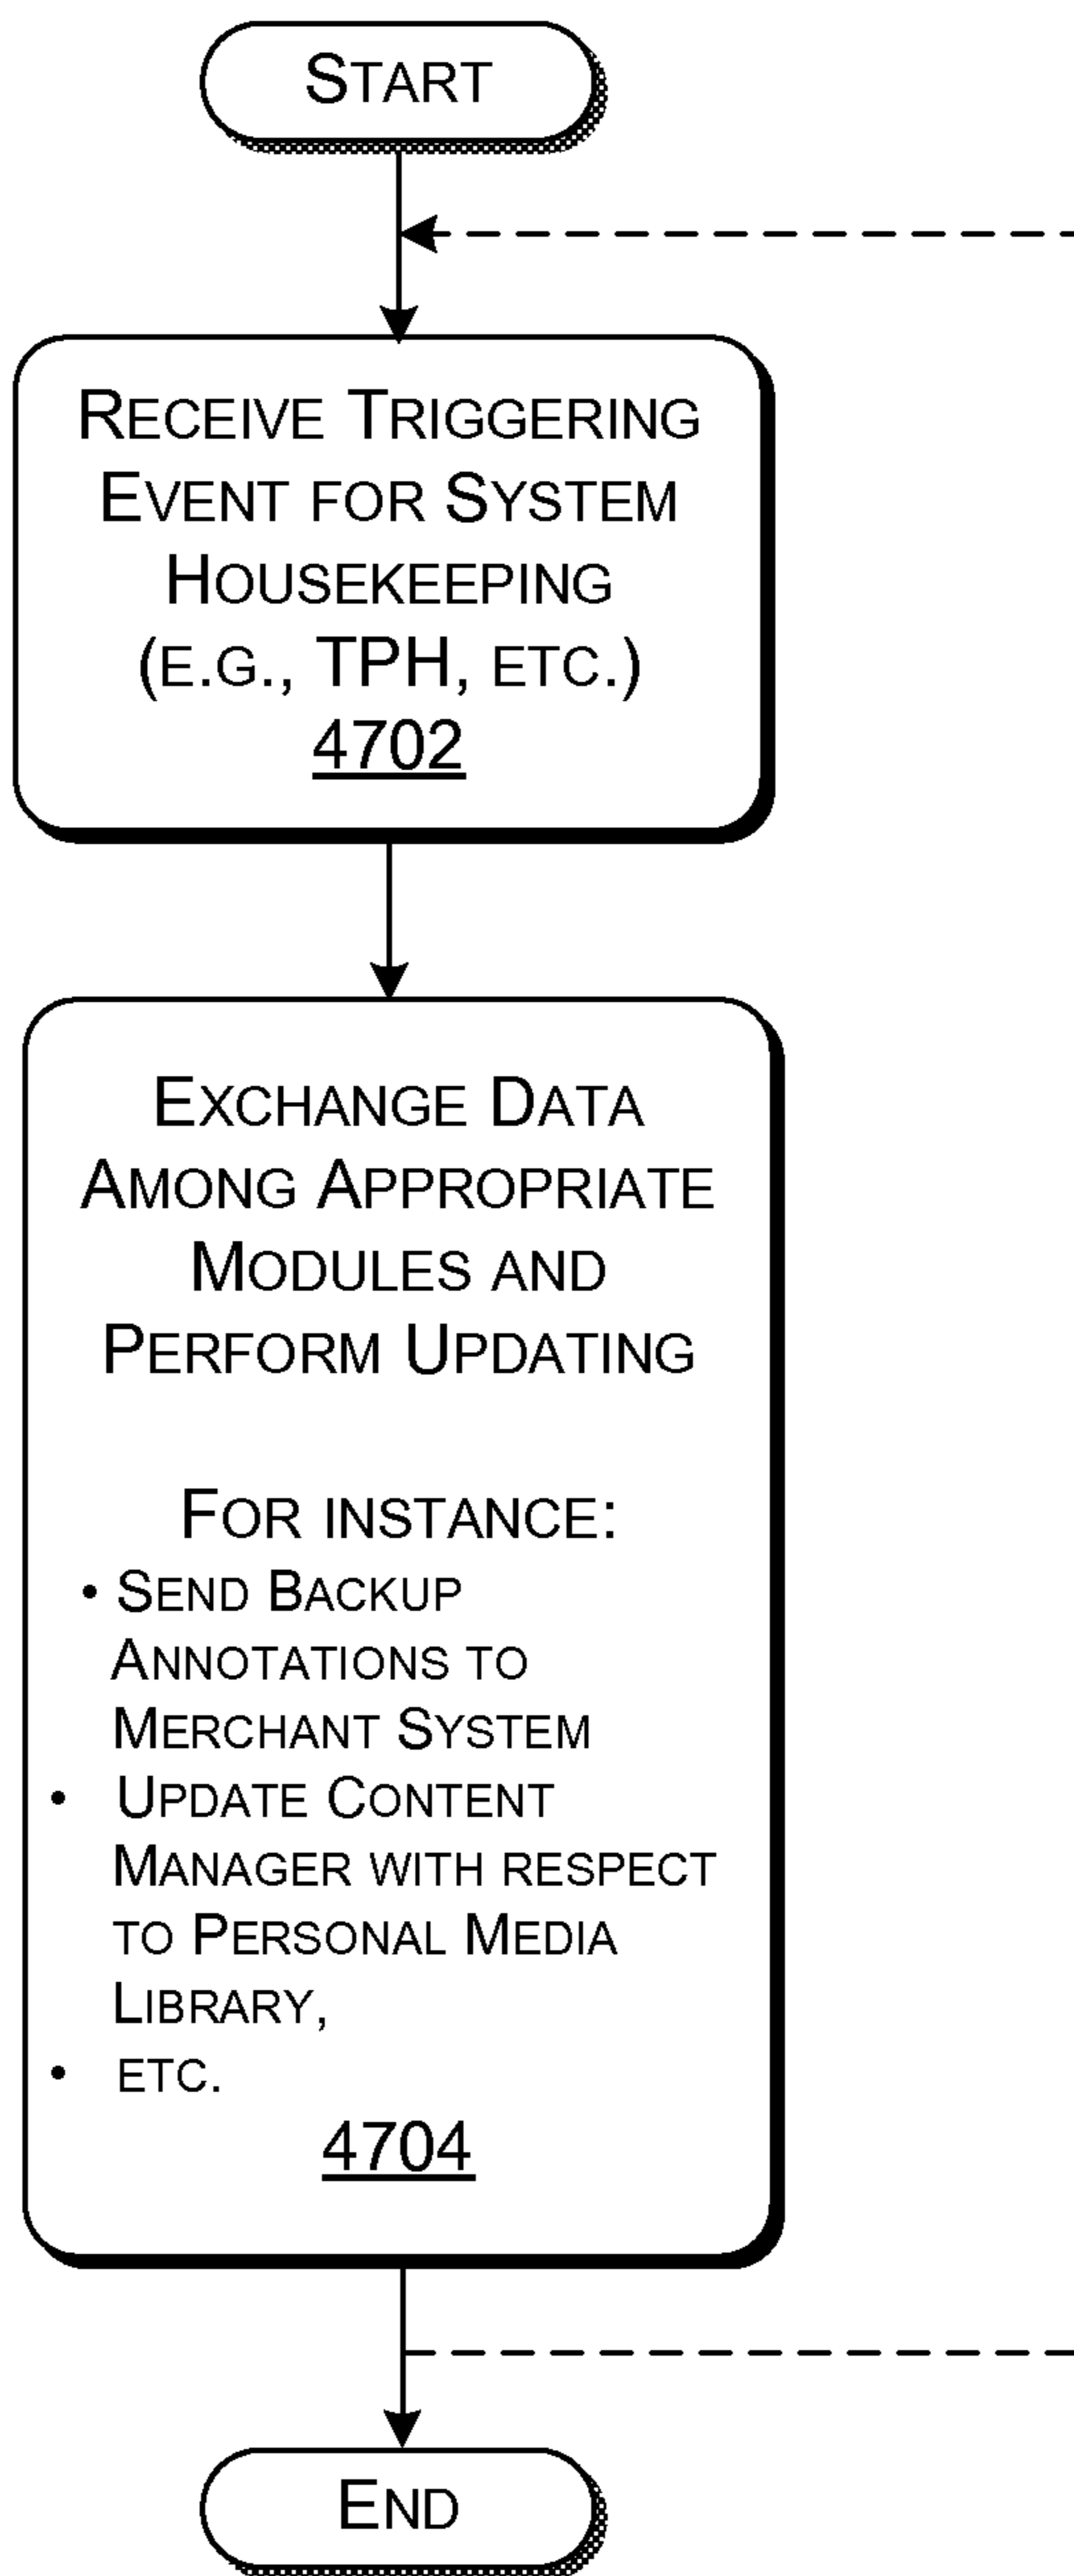 START
RECEIVE TRIGGERING
EVENT FOR SYSTEM
HOUSEKEEPING
(E.G., TPH, ETC.)
4702
EXCHANGE DATA
AMONG APPROPRIATE
MODULES AND
PERFORM UPDATING
FOR INSTANCE:
• SEND BACKUP
ANNOTATIONS TO
MERCHANT SYSTEM
• UPDATE CONTENT
MANAGER WITH RESPECT
TO PERSONAL MEDIA
LIBRARY,
• ETC.
4704
END